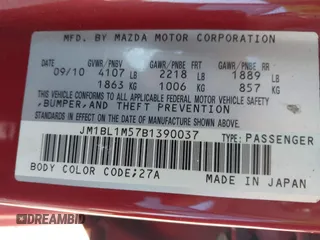 MFD. BY MAZDA MOTOR CORPORATION
GVWR/PNBV GAWR/PNBE FRT GAWR/PNBE RR
09/10 4107 LB 2218 LB 1889 LB
1863 KG 1006 KG 857 KG
THIS VEHICLE CONFORMS TO ALL APPLICABLE
FEDERAL MOTOR VEHICLE SAFETY
, BUMPER, AND THEFT PREVENTION
STANDARDS IN EFFECT ON THE DATE OF
MANUFACTURE SHOWN ABOVE.
JM1BL1M57B1390037 TYPE: PASSENGER
BODY COLOR CODE:27A MADE IN JAPAN
DREAMBID